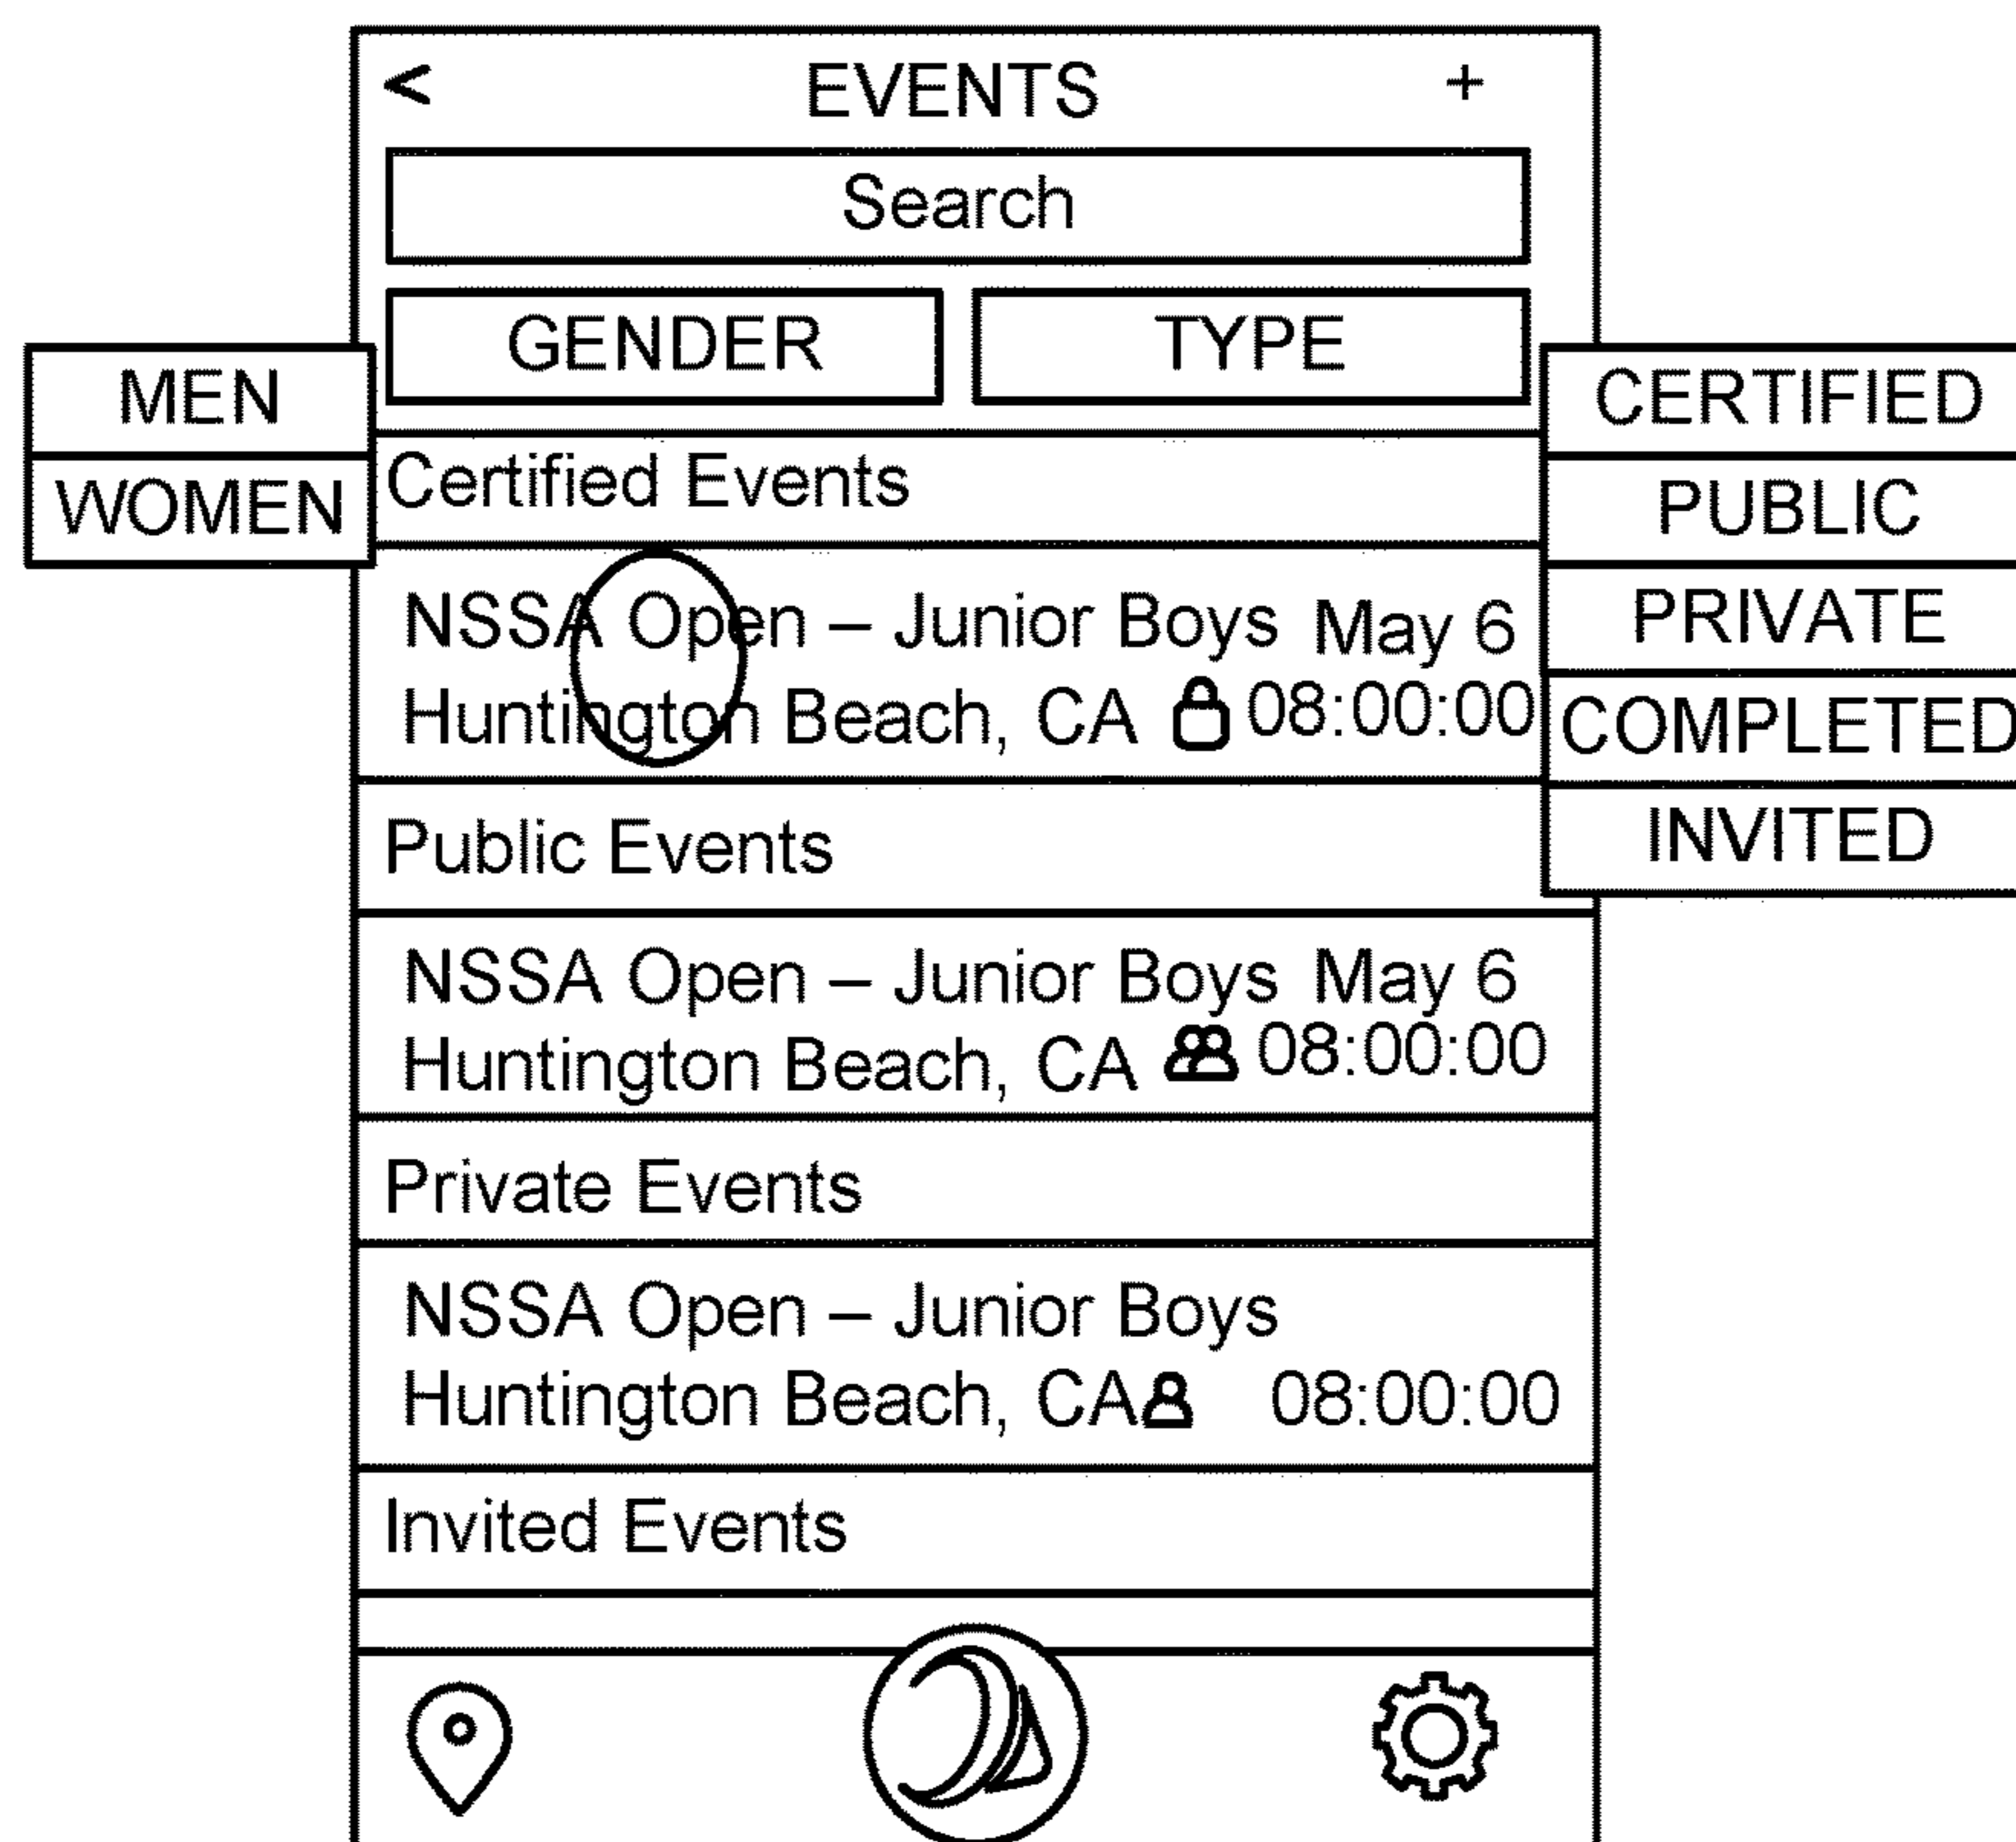 < EVENTS +
Search
GENDER TYPE
MEN
WOMEN
CERTIFIED
PUBLIC
PRIVATE
COMPLETED
INVITED
Certified Events
NSSA Open – Junior Boys May 6
Huntington Beach, CA 08:00:00
Public Events
NSSA Open – Junior Boys May 6
Huntington Beach, CA 08:00:00
Private Events
NSSA Open – Junior Boys
Huntington Beach, CA 08:00:00
Invited Events